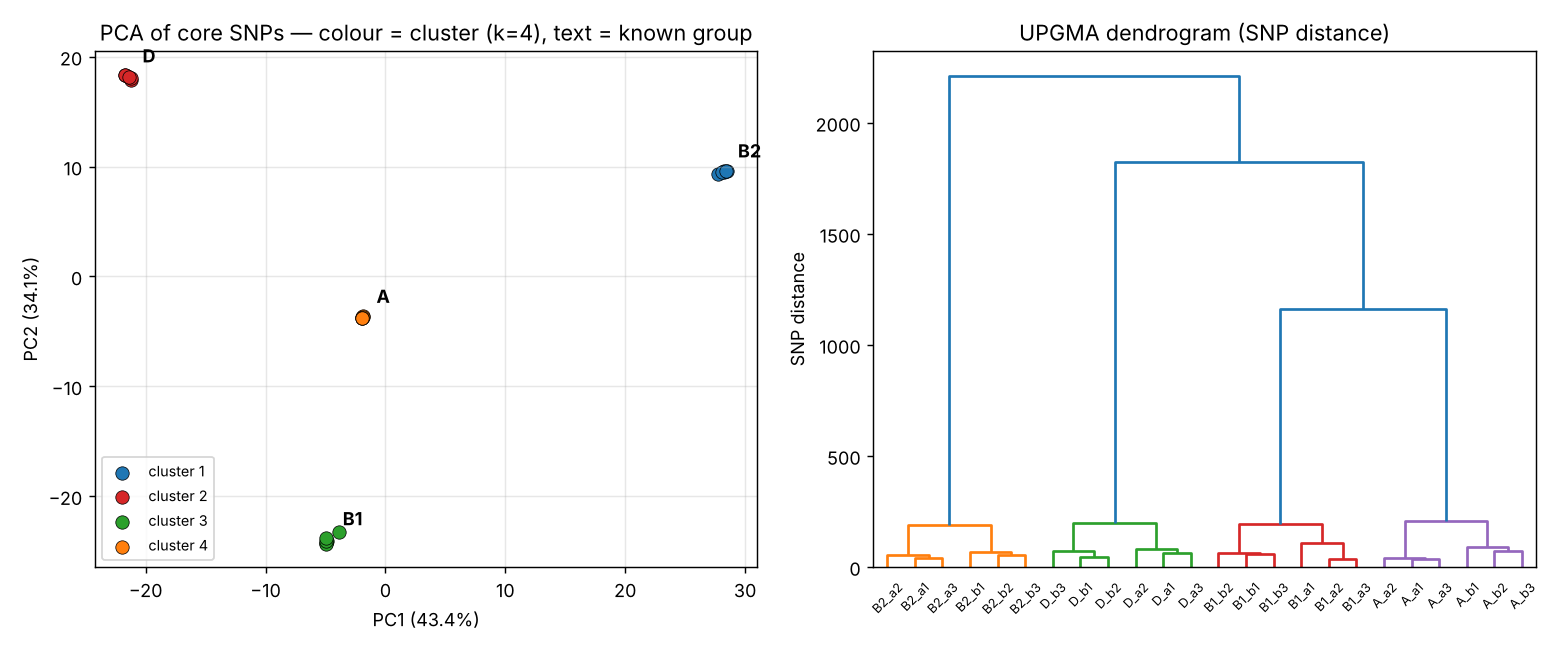 PCA of core SNPs — colour = cluster (k=4), text = known group
D
B2
A
B1
20
10
0
−10
−20
PC2 (34.1%)
cluster 1
cluster 2
cluster 3
cluster 4
−20
−10
0
10
20
30
PC1 (43.4%)
UPGMA dendrogram (SNP distance)
2000
1500
1000
500
0
SNP distance
B2_a2
B2_a1
B2_a3
B2_b1
B2_b2
B2_b3
D_b3
D_b1
D_b2
D_a2
D_a1
D_a3
B1_b2
B1_b1
B1_b3
B1_a1
B1_a2
B1_a3
A_a2
A_a1
A_a3
A_b1
A_b2
A_b3